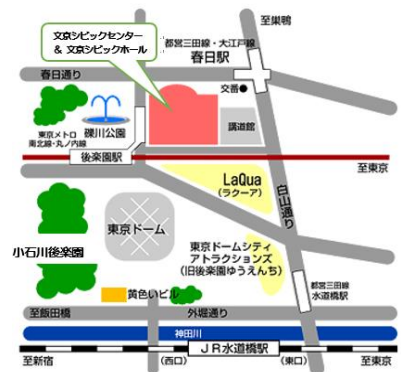 至巣鴨
文京シビックセンター
& 文京シビックホール
都営三田線・大江戸線
春日駅
春日通り
交番
講道館
礫川公園
東京メトロ
南北線・丸ノ内線
後楽園駅
至東京
LaQua
(ラクーア)
白山通り
東京ドーム
小石川後楽園
東京ドームシティ
アトラクションズ
(旧後楽園ゆうえんち)
黄色いビル
都営三田線
水道橋駅
至飯田橋
外堀通り
神田川
JR水道橋駅
至新宿
(西口)
(東口)
至東京